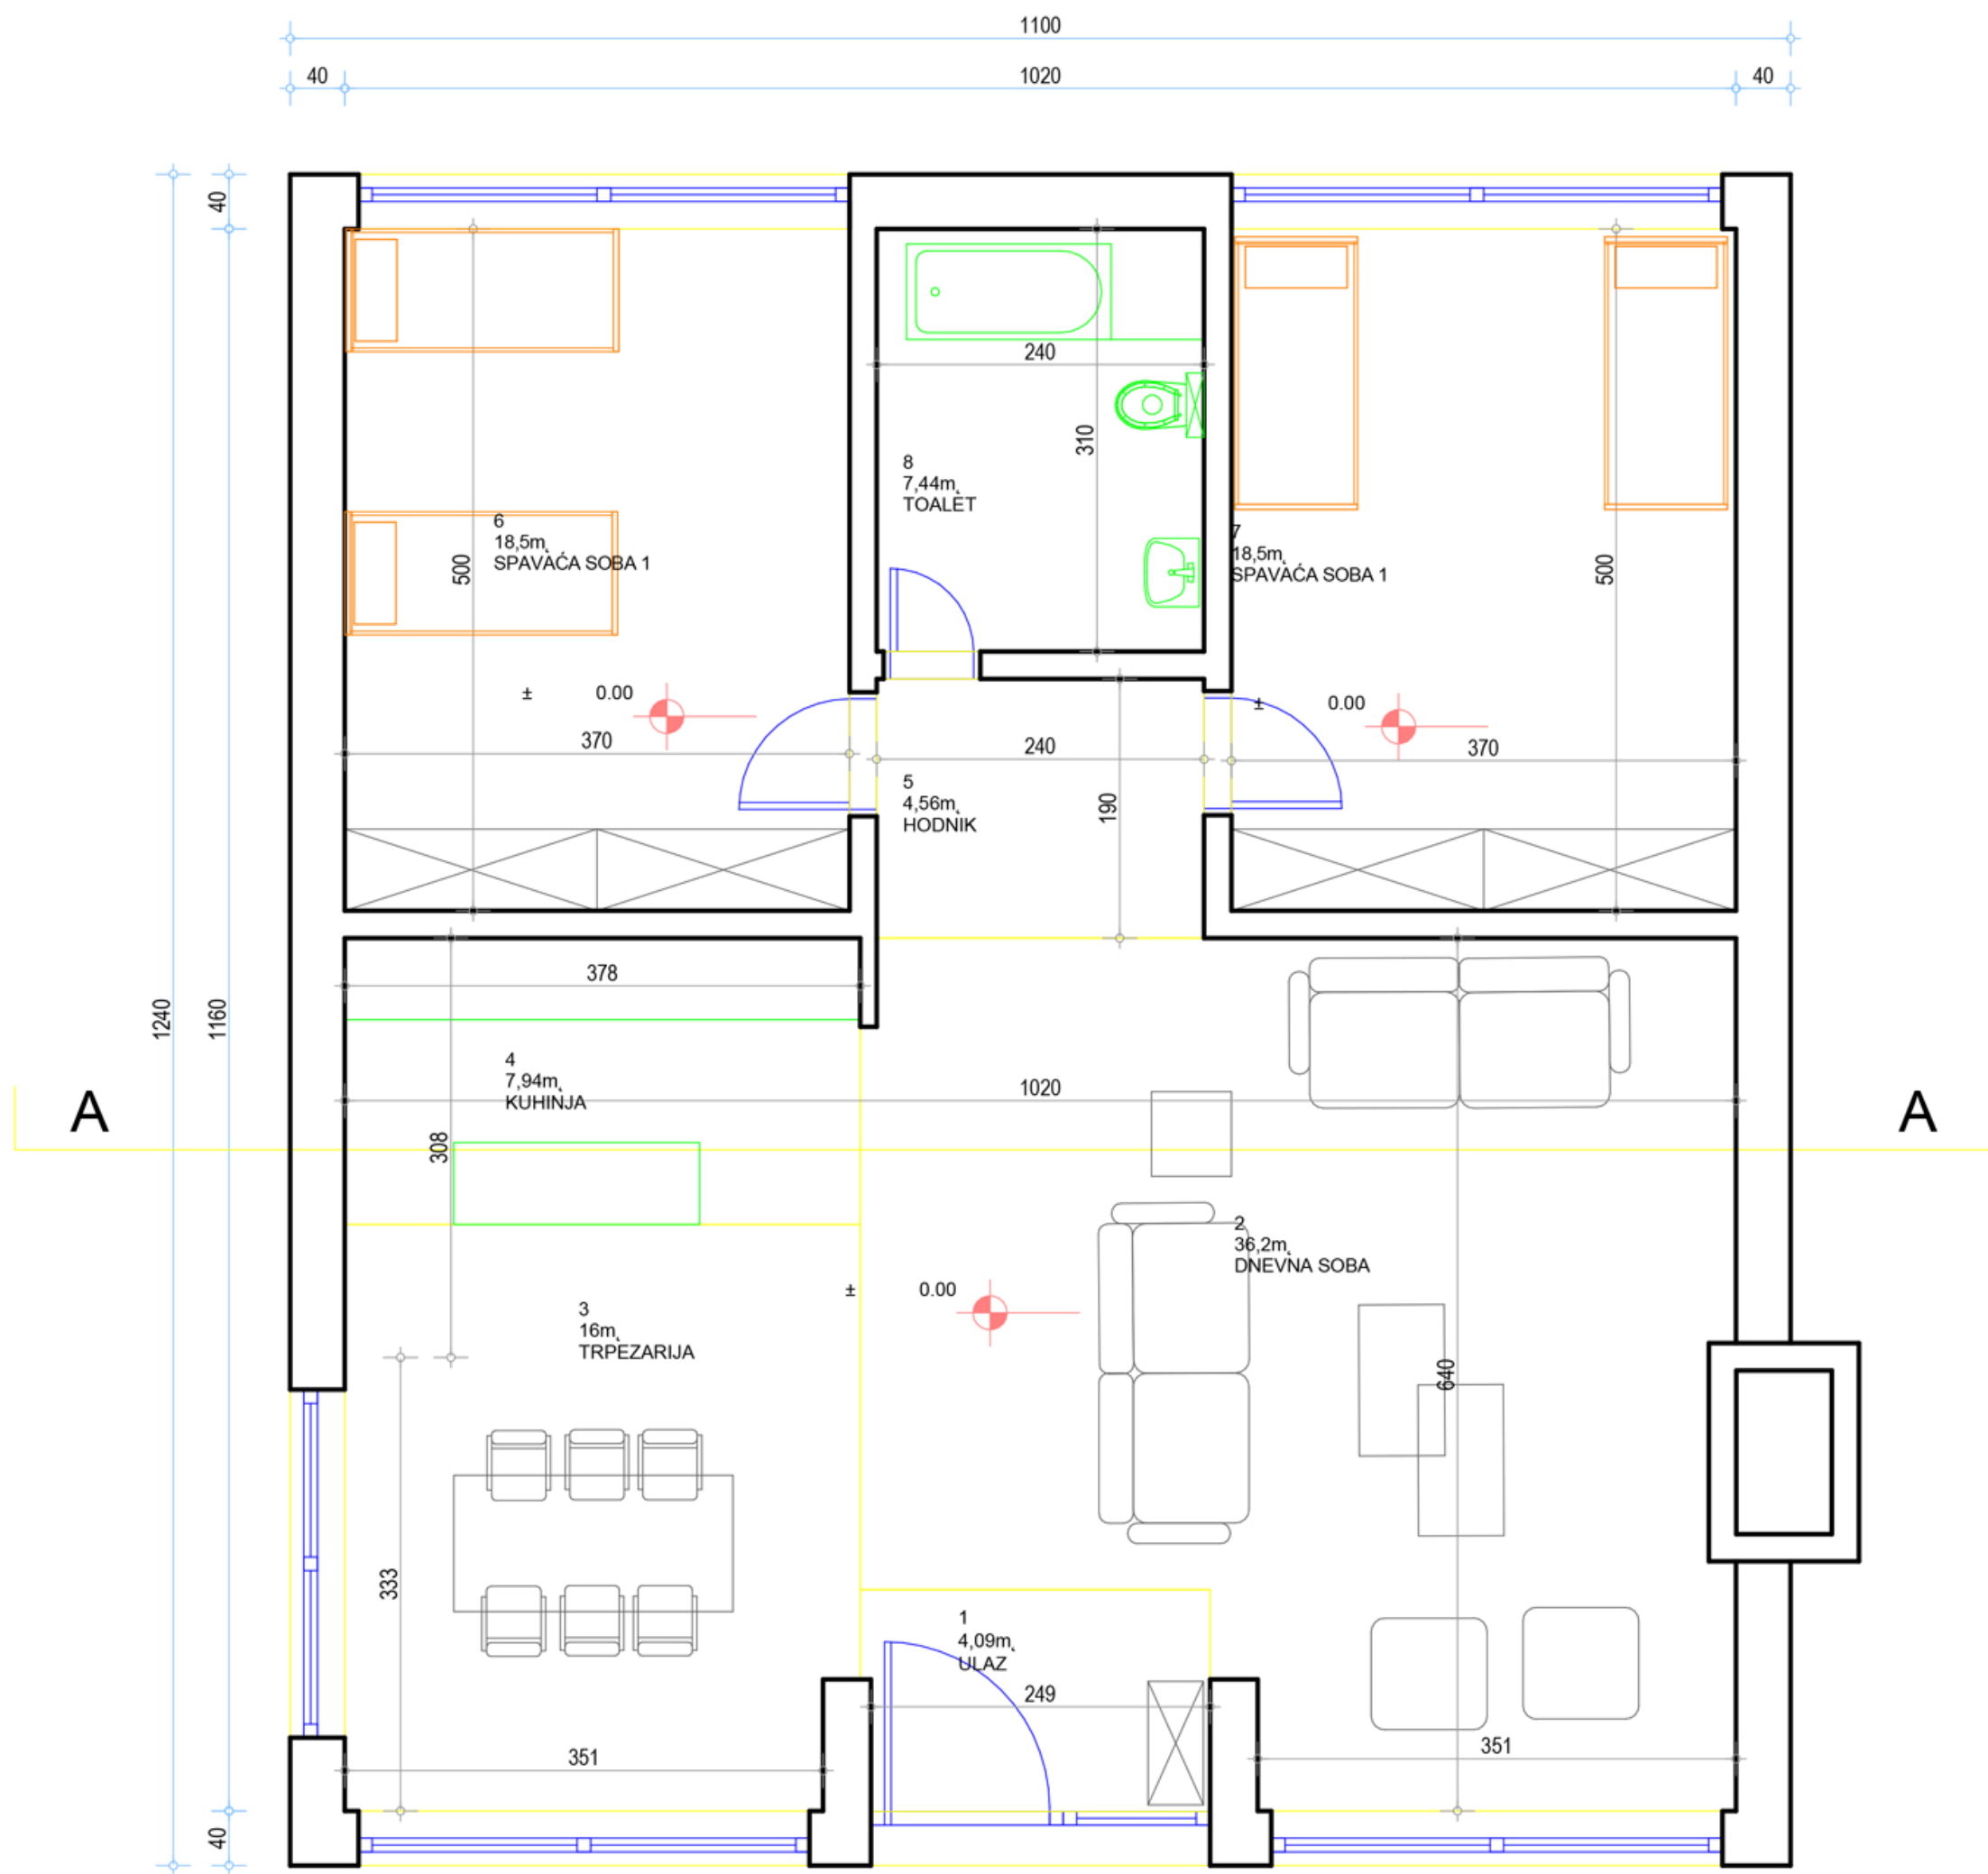 1100
40
1020
40
40
240
310
8
7,44m
TOALET
6
18,5m
SPAVAĆA SOBA 1
500
7
18,5m
SPAVAĆA SOBA 1
500
± 0.00
± 0.00
370
240
370
5
4,56m
HODNIK
190
378
1240
1160
4
7,94m
KUHINJA
1020
A
A
308
2
36,2m
DNEVNA SOBA
± 0.00
3
16m
TRPEZARIJA
640
333
1
4,09m
ULAZ
249
351
351
40